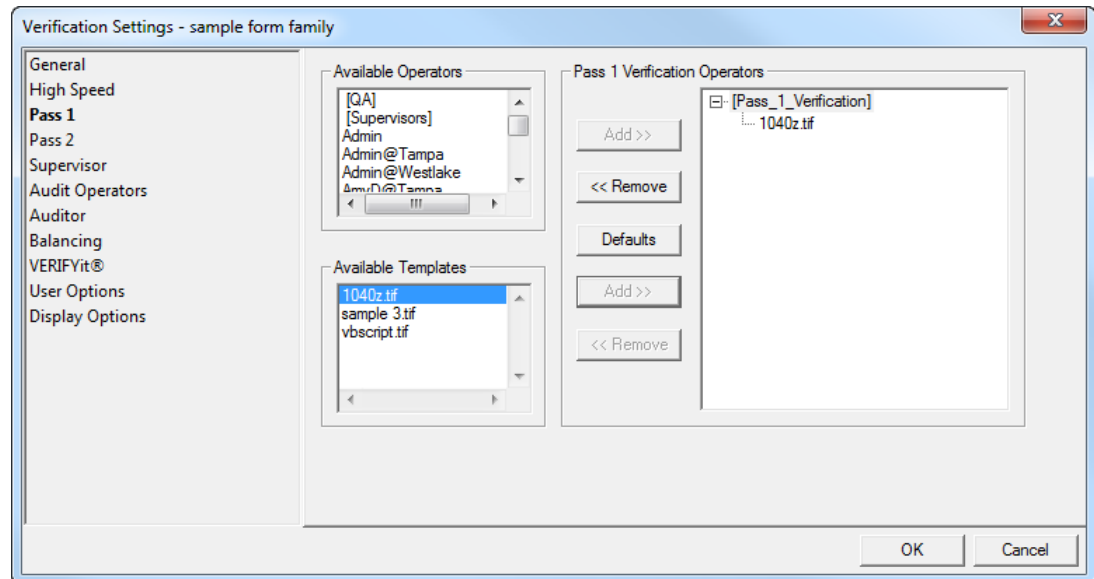 Verification Settings - sample form family
x
General
High Speed
Pass 1
Pass 2
Supervisor
Audit Operators
Auditor
Balancing
VERIFYit®
User Options
Display Options
Available Operators
[QA]
[Supervisors]
Admin
Admin@Tampa
Admin@Westlake
AmyD@Tampa
Available Templates
1040z.tif
sample 3.tif
vbscript.tif
Pass 1 Verification Operators
Add >>
<< Remove
Defaults
Add >>
<< Remove
[Pass_1_Verification]
1040z.tif
OK
Cancel